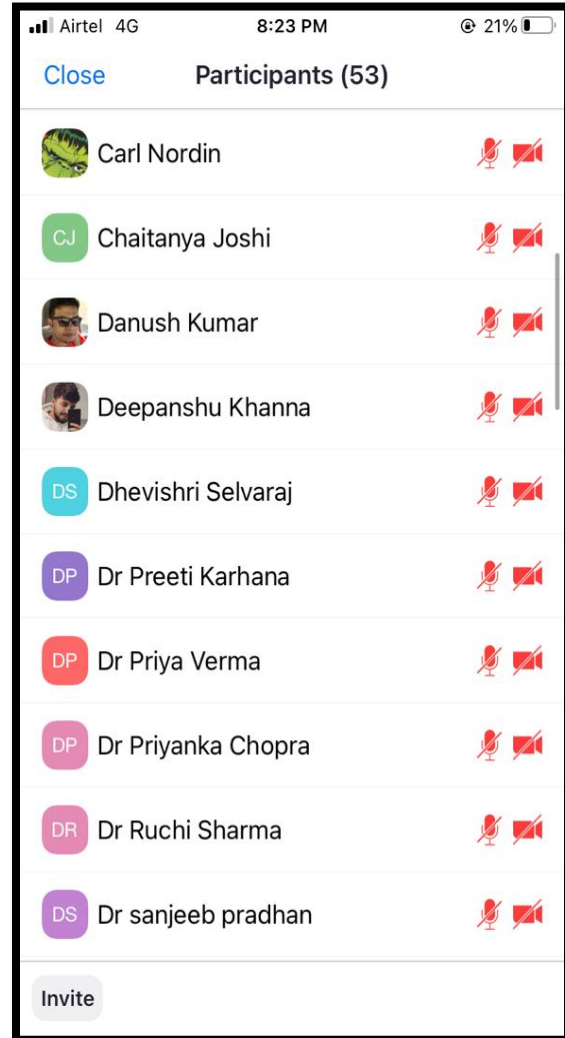 Airtel 4G 8:23 PM 21%
Close Participants (53)
Carl Nordin
CJ Chaitanya Joshi
Danush Kumar
Deepanshu Khanna
DS Dhevishri Selvaraj
DP Dr Preeti Karhana
DP Dr Priya Verma
DP Dr Priyanka Chopra
DR Dr Ruchi Sharma
DS Dr sanjeeb pradhan
Invite